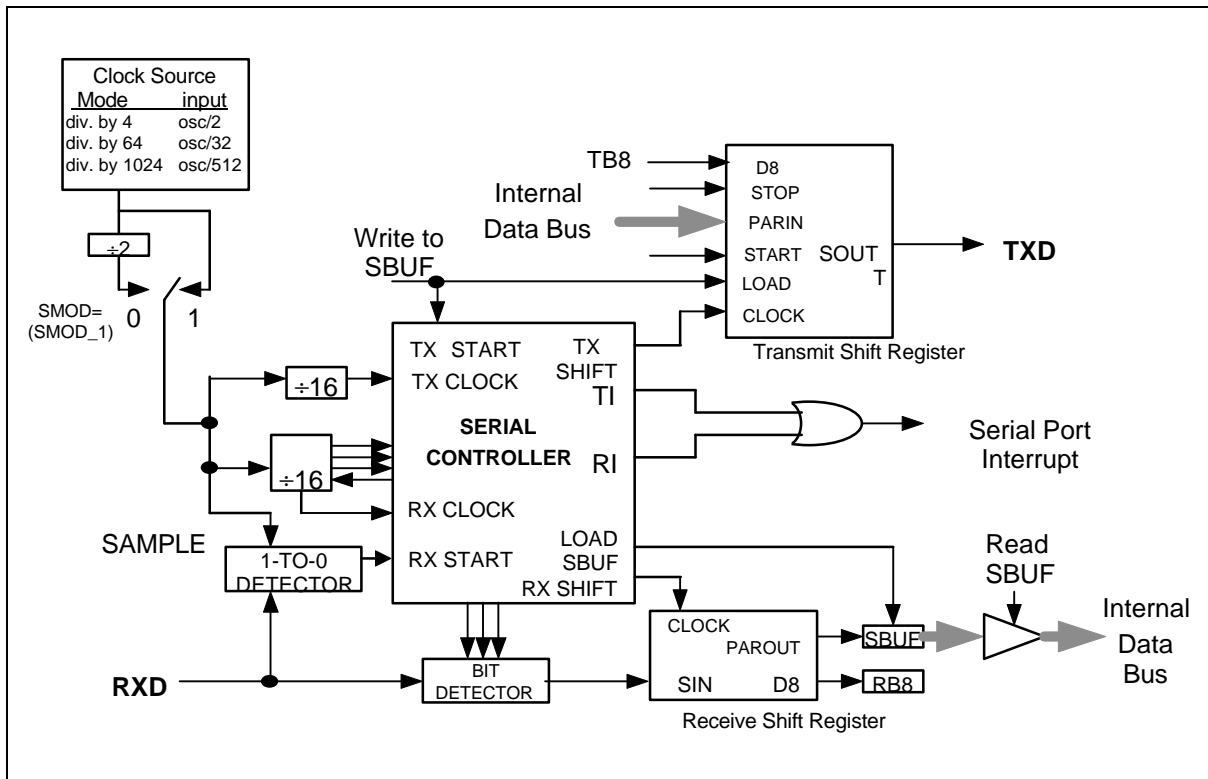 Clock Source
Mode input
div. by 4 osc/2
div. by 64 osc/32
div. by 1024 osc/512
÷2
SMOD=
(SMOD_1)
0 1
TB8
Internal
Data Bus
Write to
SBUF
D8
STOP
PARIN
START
LOAD
CLOCK
SOUT
T
TXD
Transmit Shift Register
÷16
÷16
TX START
TX CLOCK
TX
SHIFT
TI
SERIAL
CONTROLLER
RI
RX CLOCK
RX START
LOAD
SBUF
RX SHIFT
Serial Port
Interrupt
SAMPLE
1-TO-0
DETECTOR
RXD
BIT
DETECTOR
CLOCK
PAROUT
SIN D8
Receive Shift Register
SBUF
RB8
Read
SBUF
Internal
Data
Bus